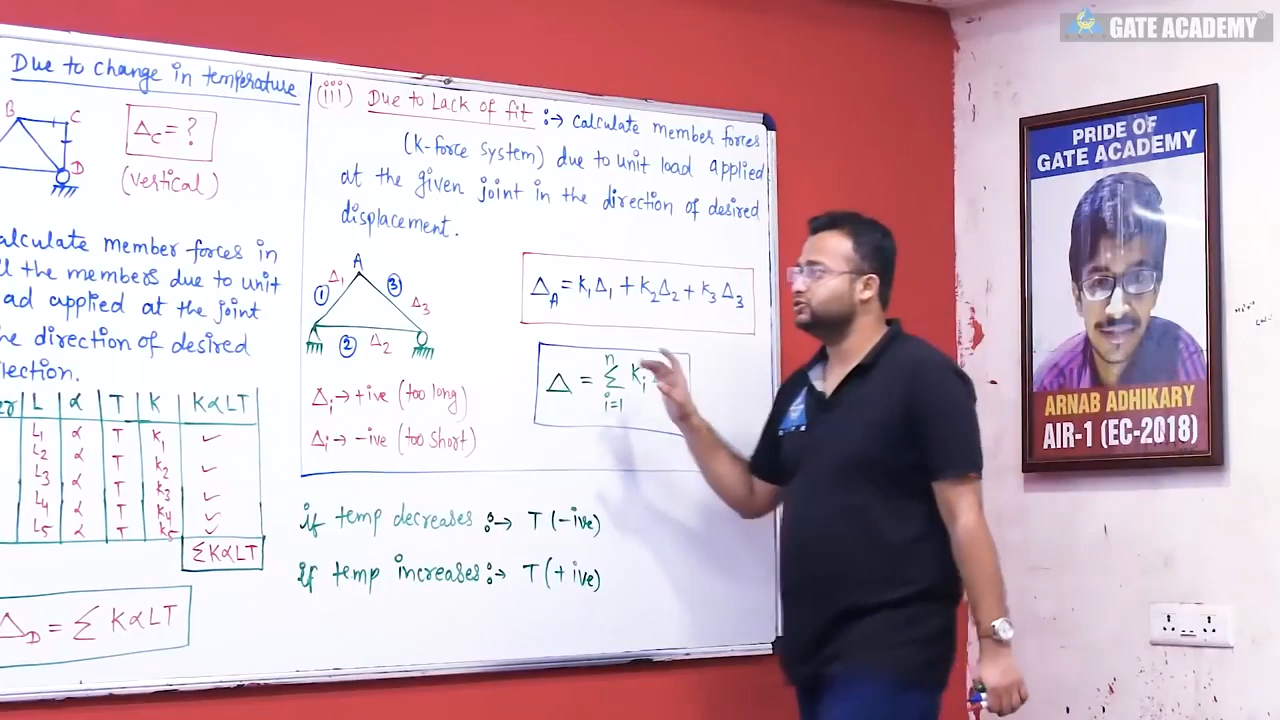 GATE ACADEMY
Due to Change in temperature
B
C
D
Δc = ?
(vertical)
alculate member forces in
the members due to unit
ad applied at the joint
he direction of desired
lection.
L α T K KαLT
L1 α T K1 ✓
L2 α T K2 ✓
L3 α T K3 ✓
L4 α T K4 ✓
L5 α T K5 ✓
ΣKαLT
ΔD = Σ KαLT
(iii) Due to Lack of fit :→ Calculate member forces
(K-force system) due to unit load applied
at the given joint in the direction of desired
displacement.
A
Δ1
1
3
Δ3
2
Δ2
ΔA = K1Δ1 + K2Δ2 + K3Δ3
Δ = Σ Ki
n
i=1
Δi → +ive (too long)
Δi → -ive (too short)
if temp decreases :→ T (-ive)
if temp increases :→ T (+ive)
PRIDE OF
GATE ACADEMY
ARNAB ADHIKARY
AIR-1 (EC-2018)